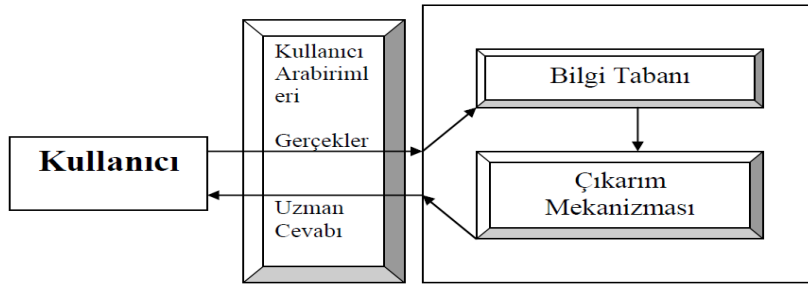 Kullanıcı
Kullanıcı
Arabiriml
eri
Gerçekler
Uzman
Cevabı
Bilgi Tabanı
Çıkarım
Mekanizması